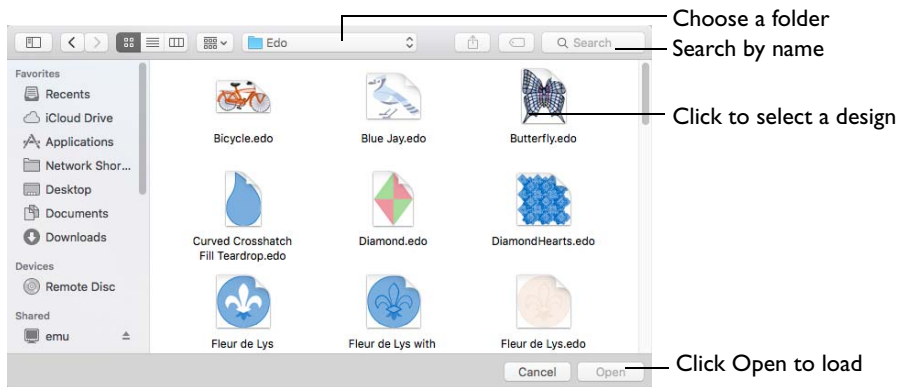 Choose a folder
Edo
Search
Search by name
Favorites
Recents
iCloud Drive
Applications
Network Shor...
Desktop
Documents
Downloads
Devices
Remote Disc
Shared
emu
Bicycle.edo
Blue Jay.edo
Butterfly.edo
Click to select a design
Curved Crosshatch
Fill Teardrop.edo
Diamond.edo
DiamondHearts.edo
Fleur de Lys
Fleur de Lys with
Fleur de Lys.edo
Cancel
Open
Click Open to load